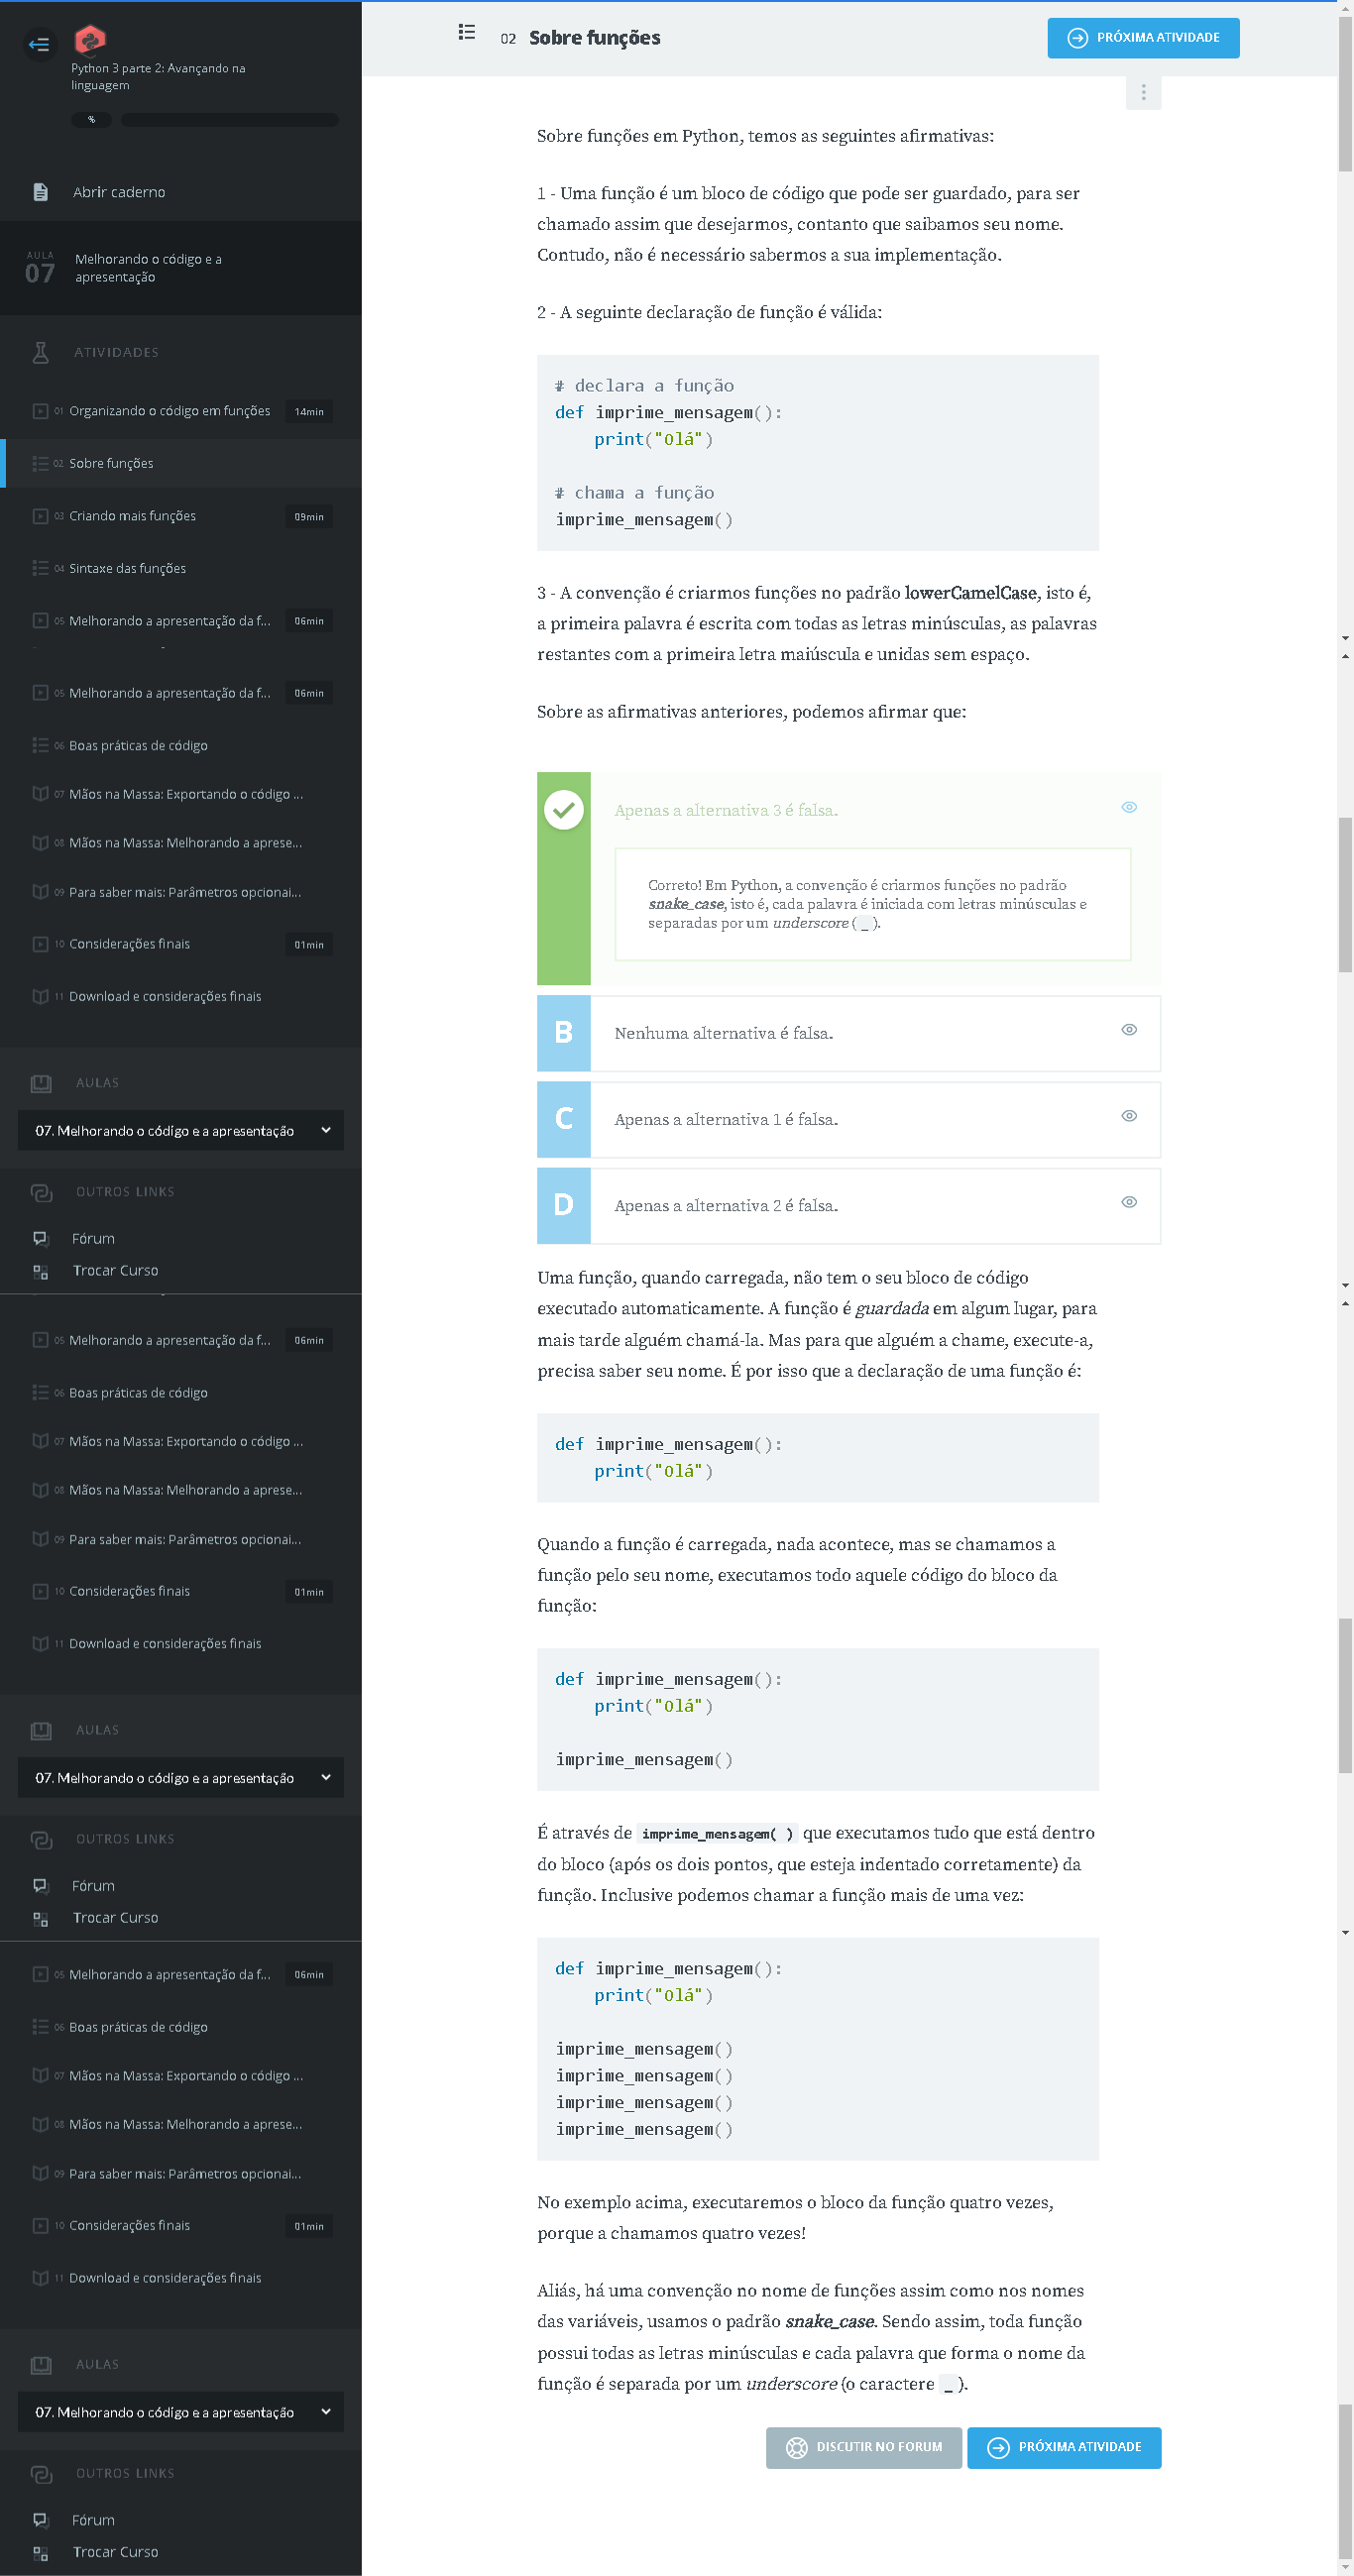 Python 3 parte 2: Avançando na
linguagem
%
Abrir caderno
AULA
07
Melhorando o código e a
apresentação
ATIVIDADES
01 Organizando o código em funções 14min
02 Sobre funções
03 Criando mais funções 09min
04 Sintaxe das funções
05 Melhorando a apresentação da f... 06min
05 Melhorando a apresentação da f... 06min
06 Boas práticas de código
07 Mãos na Massa: Exportando o código ...
08 Mãos na Massa: Melhorando a aprese...
09 Para saber mais: Parâmetros opcionai...
10 Considerações finais 01min
11 Download e considerações finais
AULAS
07. Melhorando o código e a apresentação
OUTROS LINKS
Fórum
Trocar Curso
05 Melhorando a apresentação da f... 06min
06 Boas práticas de código
07 Mãos na Massa: Exportando o código ...
08 Mãos na Massa: Melhorando a aprese...
09 Para saber mais: Parâmetros opcionai...
10 Considerações finais 01min
11 Download e considerações finais
AULAS
07. Melhorando o código e a apresentação
OUTROS LINKS
Fórum
Trocar Curso
05 Melhorando a apresentação da f... 06min
06 Boas práticas de código
07 Mãos na Massa: Exportando o código ...
08 Mãos na Massa: Melhorando a aprese...
09 Para saber mais: Parâmetros opcionai...
10 Considerações finais 01min
11 Download e considerações finais
AULAS
07. Melhorando o código e a apresentação
OUTROS LINKS
Fórum
Trocar Curso
02 Sobre funções
PRÓXIMA ATIVIDADE
Sobre funções em Python, temos as seguintes afirmativas:
1 - Uma função é um bloco de código que pode ser guardado, para ser
chamado assim que desejarmos, contanto que saibamos seu nome.
Contudo, não é necessário sabermos a sua implementação.
2 - A seguinte declaração de função é válida:
# declara a função
def imprime_mensagem():
    print("Olá")
# chama a função
imprime_mensagem()
3 - A convenção é criarmos funções no padrão lowerCamelCase, isto é,
a primeira palavra é escrita com todas as letras minúsculas, as palavras
restantes com a primeira letra maiúscula e unidas sem espaço.
Sobre as afirmativas anteriores, podemos afirmar que:
Apenas a alternativa 3 é falsa.
Correto! Em Python, a convenção é criarmos funções no padrão
snake_case, isto é, cada palavra é iniciada com letras minúsculas e
separadas por um underscore ( _ ).
B Nenhuma alternativa é falsa.
C Apenas a alternativa 1 é falsa.
D Apenas a alternativa 2 é falsa.
Uma função, quando carregada, não tem o seu bloco de código
executado automaticamente. A função é guardada em algum lugar, para
mais tarde alguém chamá-la. Mas para que alguém a chame, execute-a,
precisa saber seu nome. É por isso que a declaração de uma função é:
def imprime_mensagem():
    print("Olá")
Quando a função é carregada, nada acontece, mas se chamamos a
função pelo seu nome, executamos todo aquele código do bloco da
função:
def imprime_mensagem():
    print("Olá")
imprime_mensagem()
É através de imprime_mensagem( ) que executamos tudo que está dentro
do bloco (após os dois pontos, que esteja indentado corretamente) da
função. Inclusive podemos chamar a função mais de uma vez:
def imprime_mensagem():
    print("Olá")
imprime_mensagem()
imprime_mensagem()
imprime_mensagem()
imprime_mensagem()
No exemplo acima, executaremos o bloco da função quatro vezes,
porque a chamamos quatro vezes!
Aliás, há uma convenção no nome de funções assim como nos nomes
das variáveis, usamos o padrão snake_case. Sendo assim, toda função
possui todas as letras minúsculas e cada palavra que forma o nome da
função é separada por um underscore (o caractere _ ).
DISCUTIR NO FORUM
PRÓXIMA ATIVIDADE